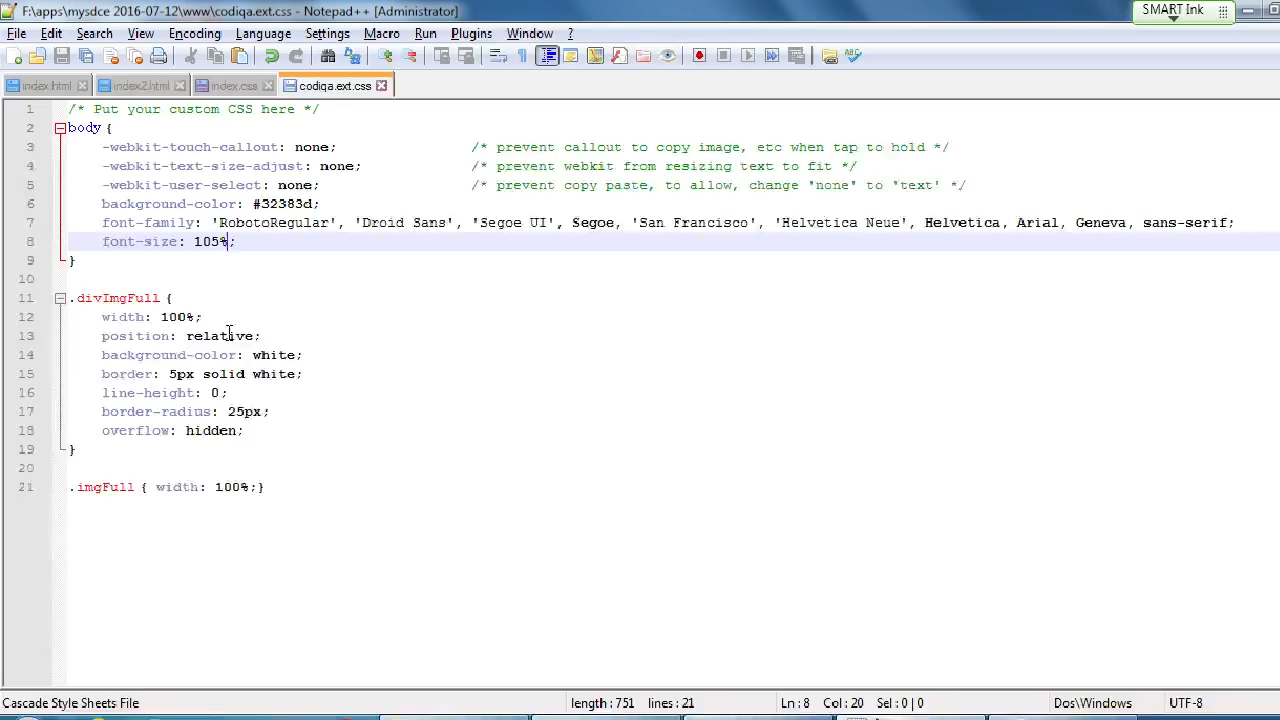 F:\apps\mysdce 2016-07-12\www\codiqa.ext.css - Notepad++ [Administrator]
SMART Ink
File Edit Search View Encoding Language Settings Macro Run Plugins Window ?
index.html index2.html index.css codiqa.ext.css
1 /* Put your custom CSS here */
2 body {
3 -webkit-touch-callout: none; /* prevent callout to copy image, etc when tap to hold */
4 -webkit-text-size-adjust: none; /* prevent webkit from resizing text to fit */
5 -webkit-user-select: none; /* prevent copy paste, to allow, change 'none' to 'text' */
6 background-color: #32383d;
7 font-family: 'RobotoRegular', 'Droid Sans', 'Segoe UI', Segoe, 'San Francisco', 'Helvetica Neue', Helvetica, Arial, Geneva, sans-serif;
8 font-size: 105%;
9 }
10
11 .divImgFull {
12 width: 100%;
13 position: relative;
14 background-color: white;
15 border: 5px solid white;
16 line-height: 0;
17 border-radius: 25px;
18 overflow: hidden;
19 }
20
21 .imgFull { width: 100%;}
Cascade Style Sheets File length : 751 lines : 21 Ln : 8 Col : 20 Sel : 0 | 0 Dos\Windows UTF-8